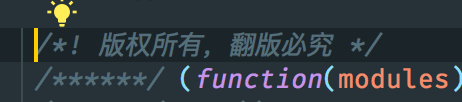 /*! 版权所有，翻版必究 */
/******/ (function(modules)